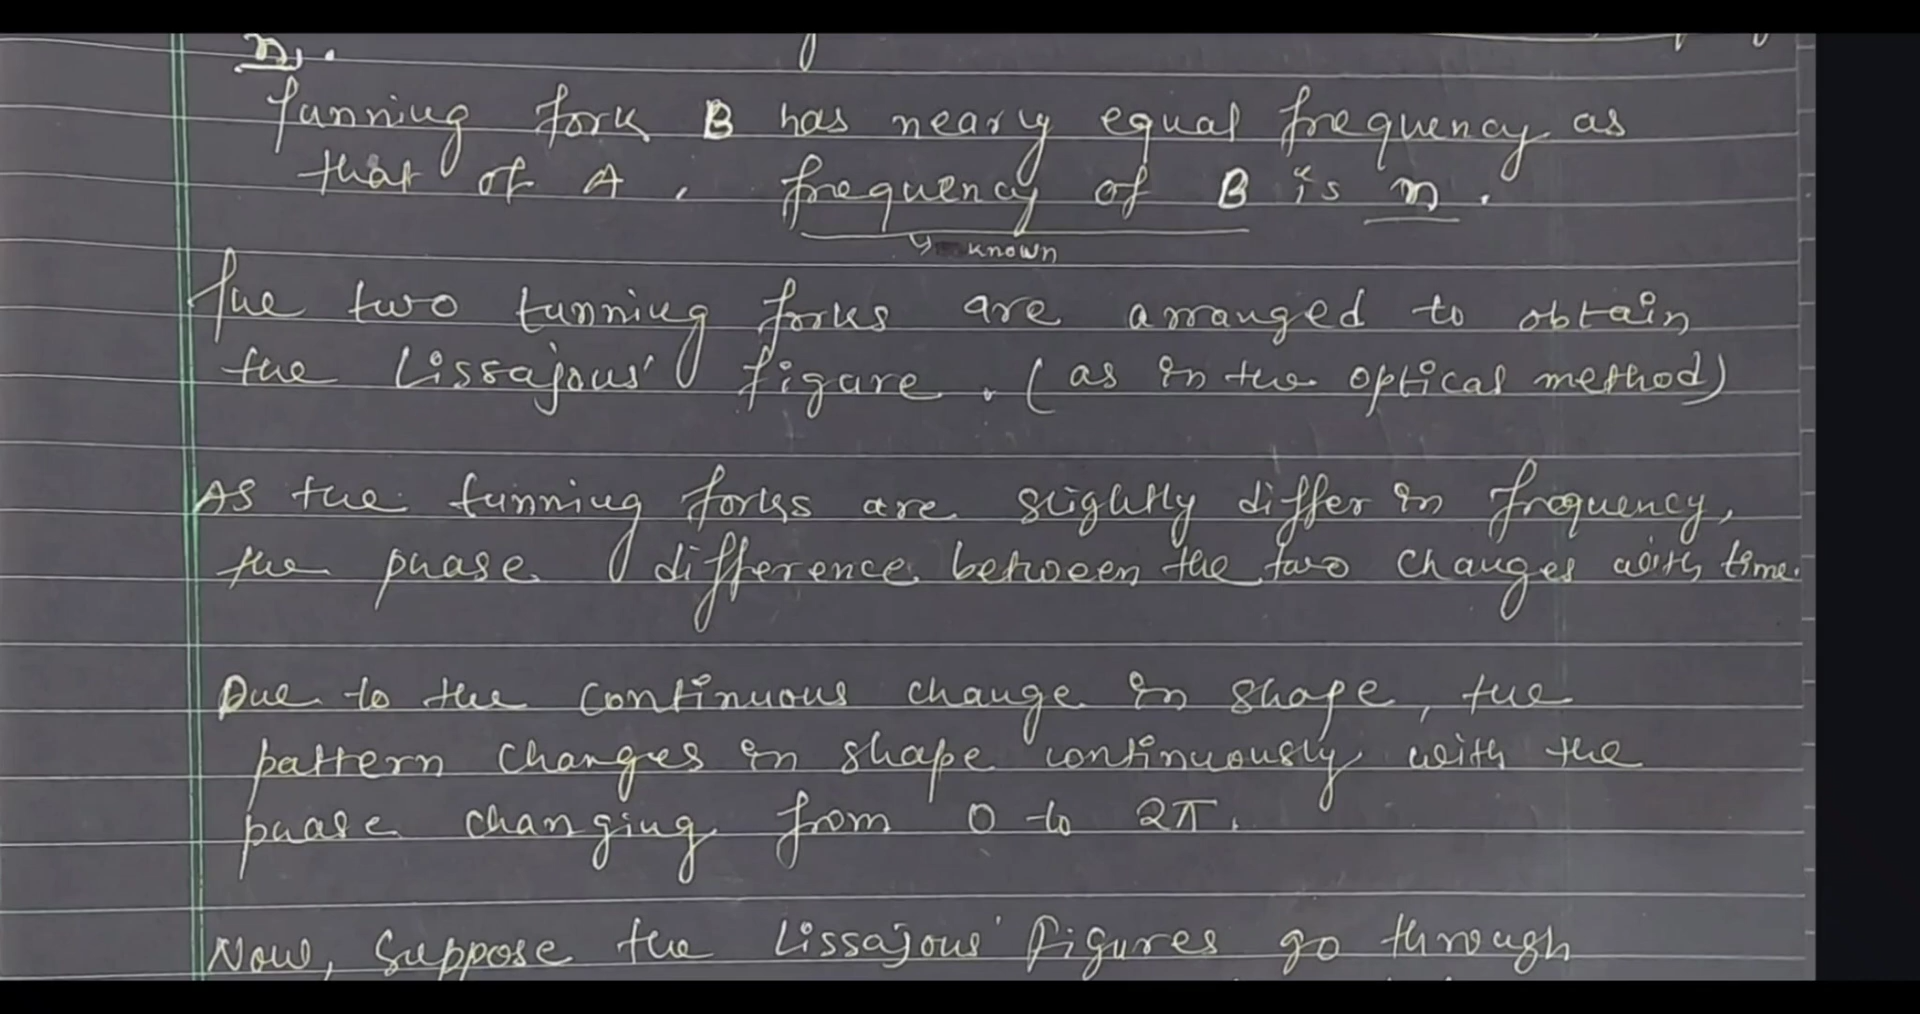 n.
Tunning fork B has nearly equal frequency as
that of A. frequency of B is n.
known
The two tunning forks are arranged to obtain
the Lissajous' figure. (as in the optical method)
As the tunning forks are slightly differ in frequency,
the phase difference between the two changes with time.
Due to the continuous change in shape, the
pattern changes in shape continuously with the
phase changing from 0 to 2π.
Now, Suppose the Lissajous' figures go through